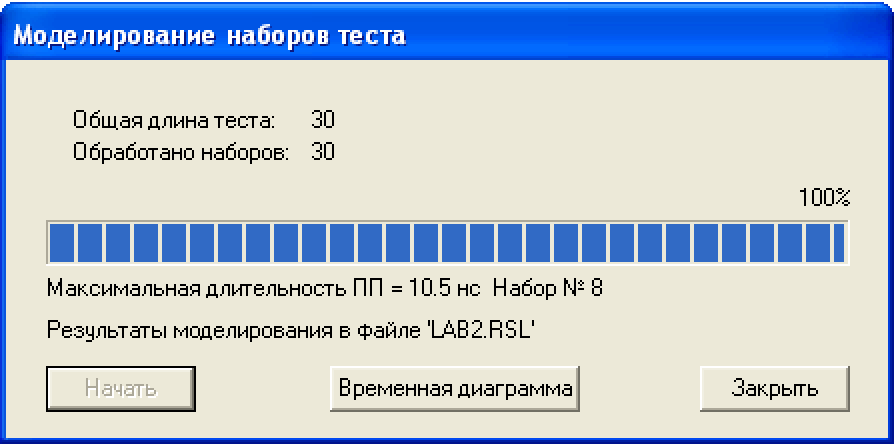 Моделирование наборов теста
Общая длина теста: 30
Обработано наборов: 30
100%
Максимальная длительность ПП = 10.5 нс Набор № 8
Результаты моделирования в файле 'LAB2.RSL'
Начать Временная диаграмма Закрыть